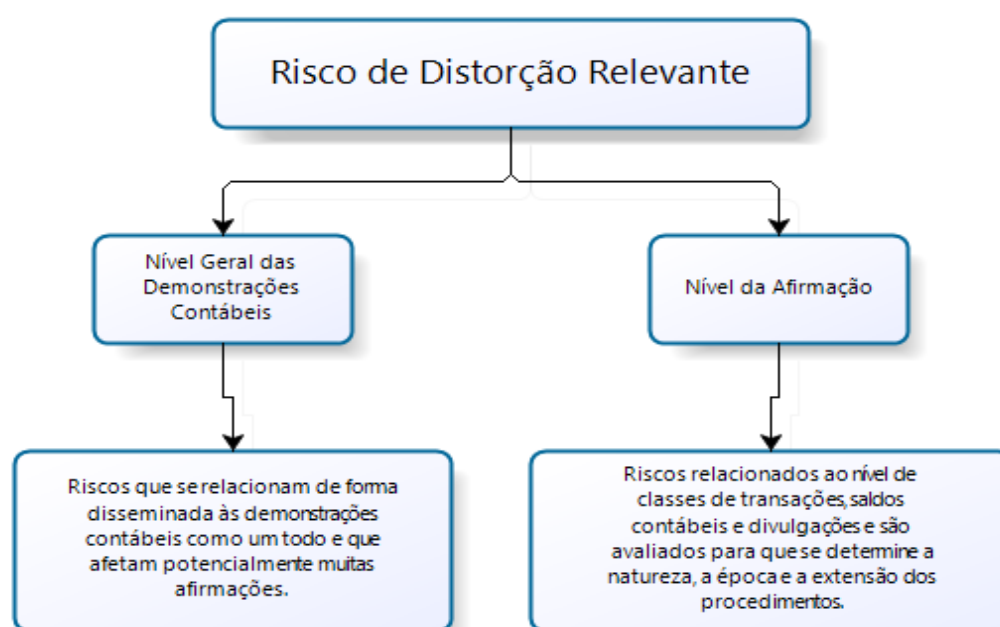 Risco de Distorção Relevante
Nível Geral das
Demonstrações
Contábeis
Nível da Afirmação
Riscos que se relacionam de forma
disseminada às demonstrações
contábeis como um todo e que
afetam potencialmente muitas
afirmações.
Riscos relacionados ao nível de
classes de transações, saldos
contábeis e divulgações e são
avaliados para que se determine a
natureza, a época e a extensão dos
procedimentos.